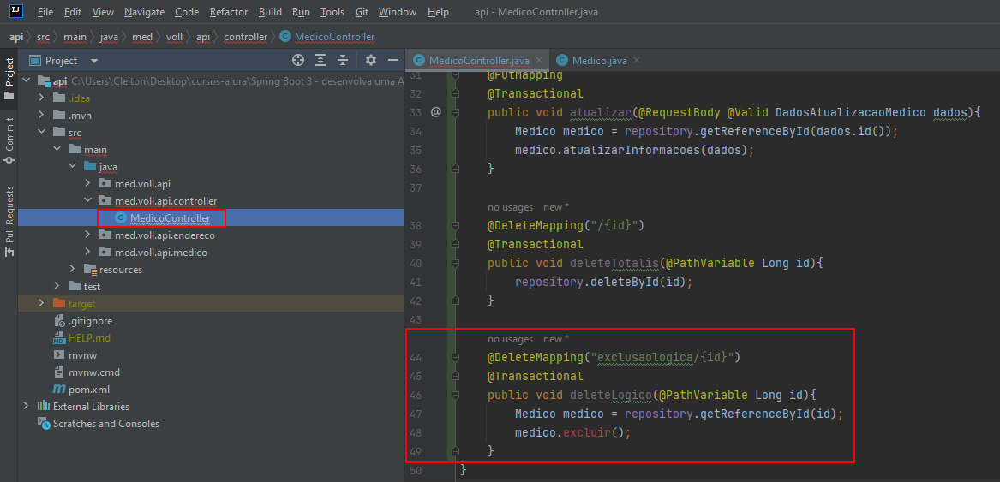 File Edit View Navigate Code Refactor Build Run Tools Git Window Help api - MedicoController.java
api src main java med voll api controller MedicoController
Project
MedicoController.java
Medico.java
Project
Commit
Pull Requests
api C:\Users\Cleiton\Desktop\cursos-alura\Spring Boot 3 - desenvolva uma A
.idea
.mvn
src
main
java
med.voll.api
med.voll.api.controller
MedicoController
med.voll.api.endereco
med.voll.api.medico
resources
test
target
.gitignore
HELP.md
mvnw
mvnw.cmd
pom.xml
External Libraries
Scratches and Consoles
31 @PutMapping
32 @Transactional
33 @ public void atualizar(@RequestBody @Valid DadosAtualizacaoMedico dados){
34 Medico medico = repository.getReferenceById(dados.id());
35 medico.atualizarInformacoes(dados);
36 }
37
no usages new *
38 @DeleteMapping("/{id}")
39 @Transactional
40 public void deleteTotalis(@PathVariable Long id){
41 repository.deleteById(id);
42 }
43
no usages new *
44 @DeleteMapping("exclusaologica/{id}")
45 @Transactional
46 public void deleteLogico(@PathVariable Long id){
47 Medico medico = repository.getReferenceById(id);
48 medico.excluir();
49 }
50 }